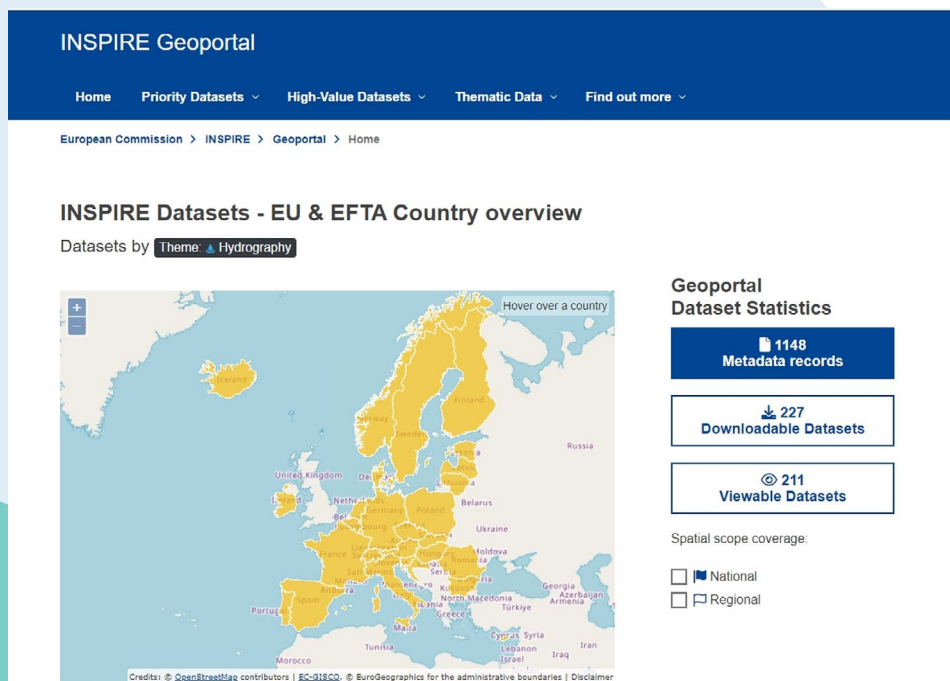 INSPIRE Geoportal
Home Priority Datasets High-Value Datasets Thematic Data Find out more
European Commission > INSPIRE > Geoportal > Home
INSPIRE Datasets - EU & EFTA Country overview
Datasets by Theme: Hydrography
+
−
Hover over a country
Iceland
Norway
Sweden
Finland
Russia
United Kingdom
Lithuania
Ireland
Belarus
Germany
Poland
Ukraine
France
Moldova
Romania
San Marino
Andorra
Spain
North Macedonia
Georgia
Azerbaijan
Armenia
Türkiye
Greece
Malta
Cyprus
Syria
Tunisia
Lebanon
Israel
Iraq
Iran
Morocco
Credits: © OpenStreetMap contributors | EC-GISCO, © EuroGeographics for the administrative boundaries | Disclaimer
Geoportal
Dataset Statistics
1148
Metadata records
227
Downloadable Datasets
211
Viewable Datasets
Spatial scope coverage:
National
Regional